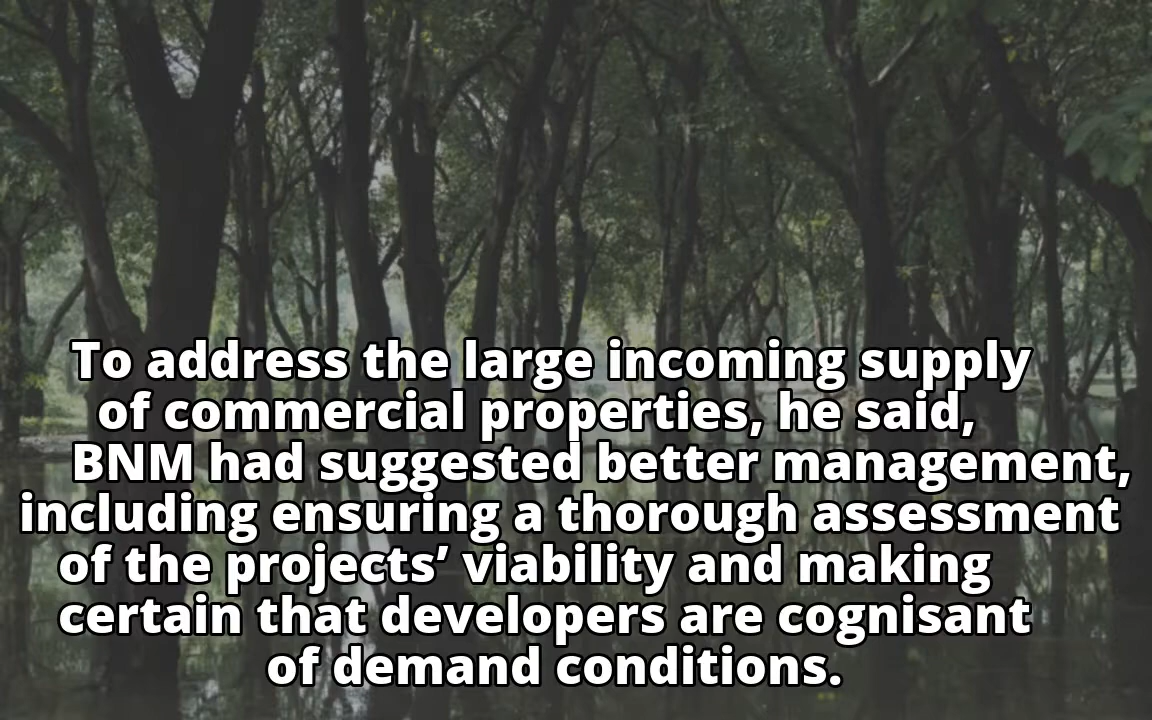 To address the large incoming supply
of commercial properties, he said,
BNM had suggested better management,
including ensuring a thorough assessment
of the projects’ viability and making
certain that developers are cognisant
of demand conditions.